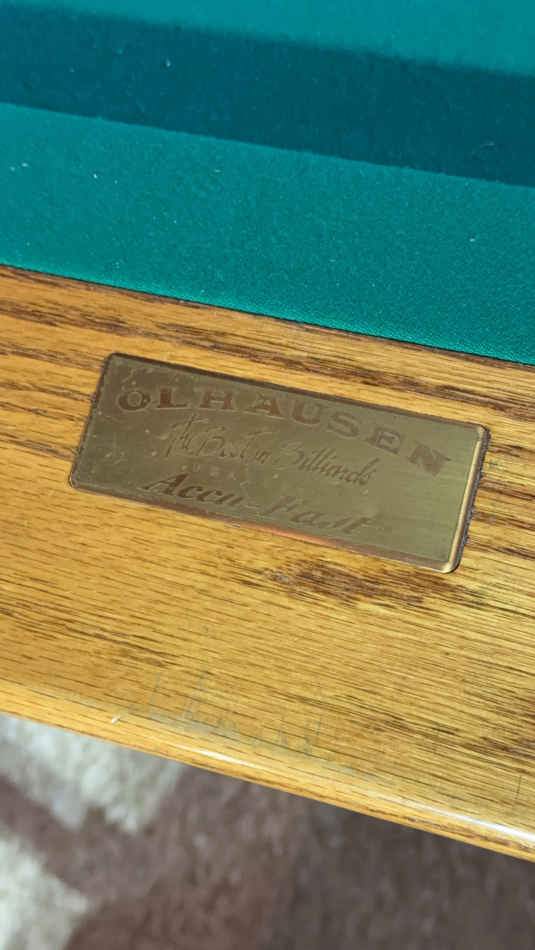 OLHAUSEN
The Best in Billiards
Accu-Fast